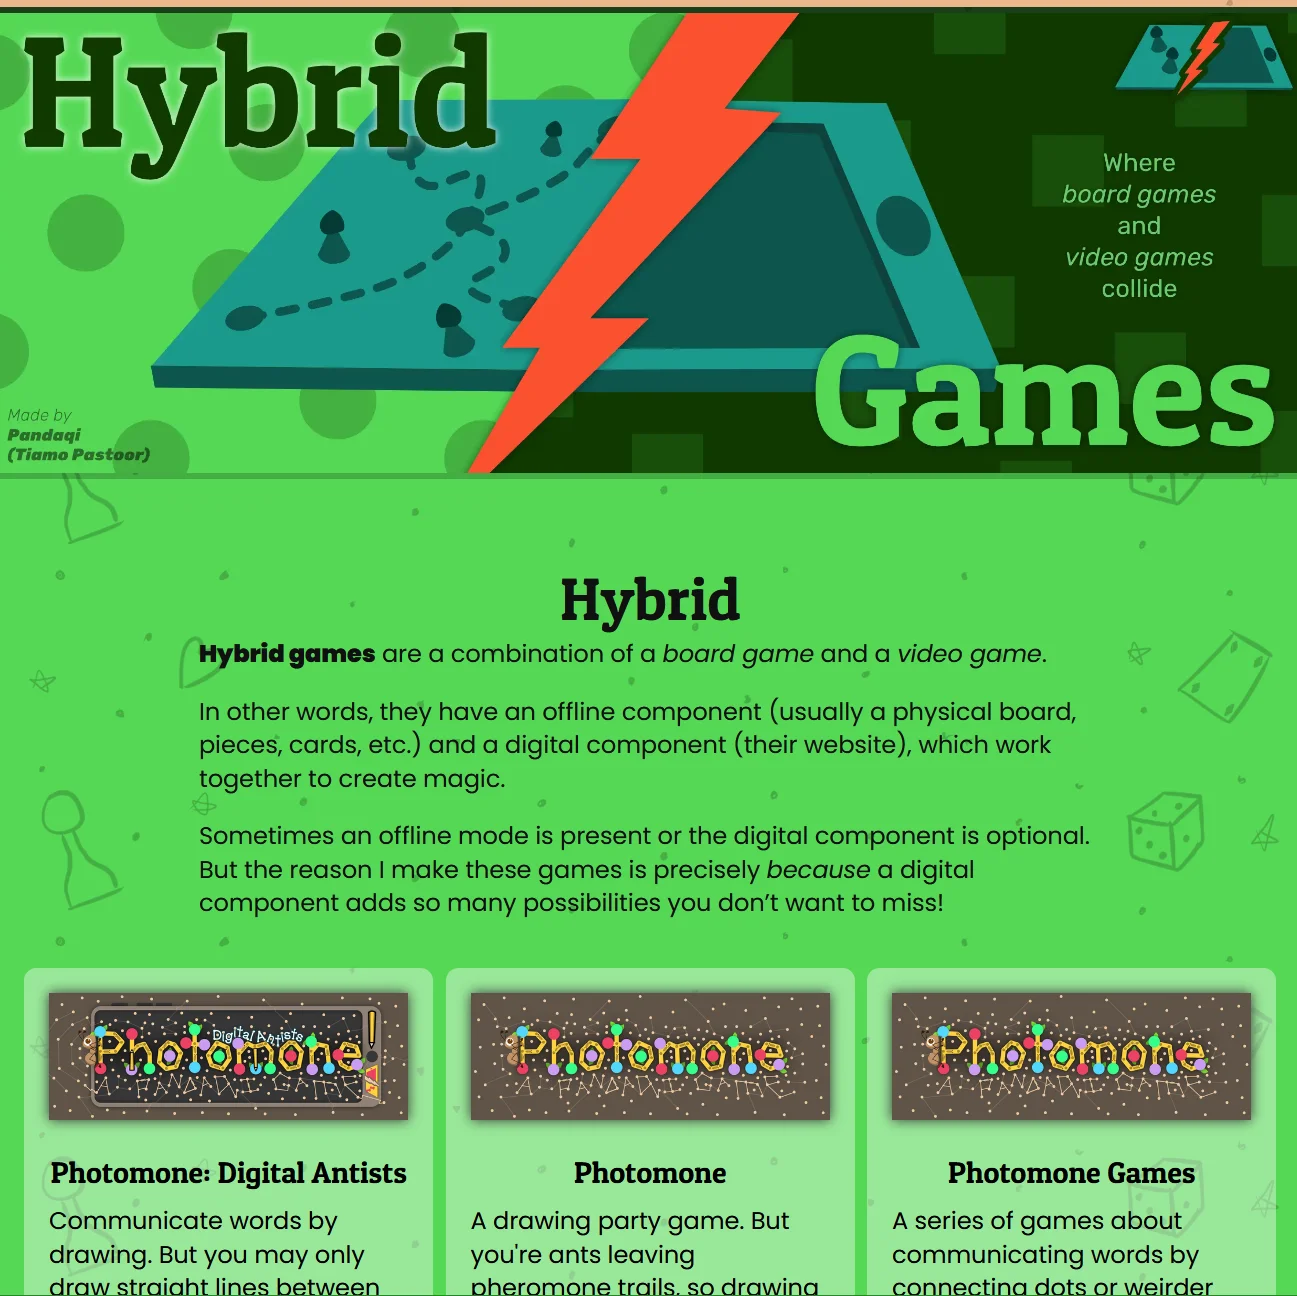 Hybrid
Where
board games
and
video games
collide
Games
Made by
Pandaqi
(Tiamo Pastoor)
Hybrid
Hybrid games are a combination of a board game and a video game.
In other words, they have an offline component (usually a physical board,
pieces, cards, etc.) and a digital component (their website), which work
together to create magic.
Sometimes an offline mode is present or the digital component is optional.
But the reason I make these games is precisely because a digital
component adds so many possibilities you don’t want to miss!
Digital Artists
Photomone
A PANDAQI GAME
Photomone
A PANDAQI GAME
Photomone
A PANDAQI GAME
Photomone: Digital Artists
Communicate words by
drawing. But you may only
draw straight lines between
Photomone
A drawing party game. But
you're ants leaving
pheromone trails, so drawing
Photomone Games
A series of games about
communicating words by
connecting dots or weirder